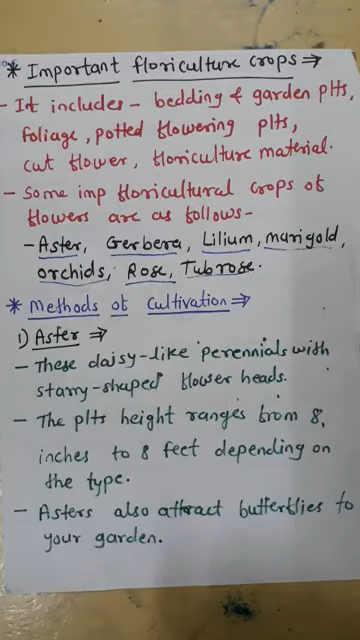 * Important floriculture crops ⇒
- It includes - bedding & garden plts,
foliage, potted flowering plts,
cut flower, floriculture material.
- Some imp floricultural crops of
flowers are as follows-
- Aster, Gerbera, Lilium, marigold,
orchids, Rose, Tubrose.
* Methods of cultivation ⇒
1) Aster ⇒
- These daisy-like perennials with
starry-shaped flower heads.
- The plts height ranges from 8
inches to 8 feet depending on
the type.
- Asters also attract butterflies to
your garden.